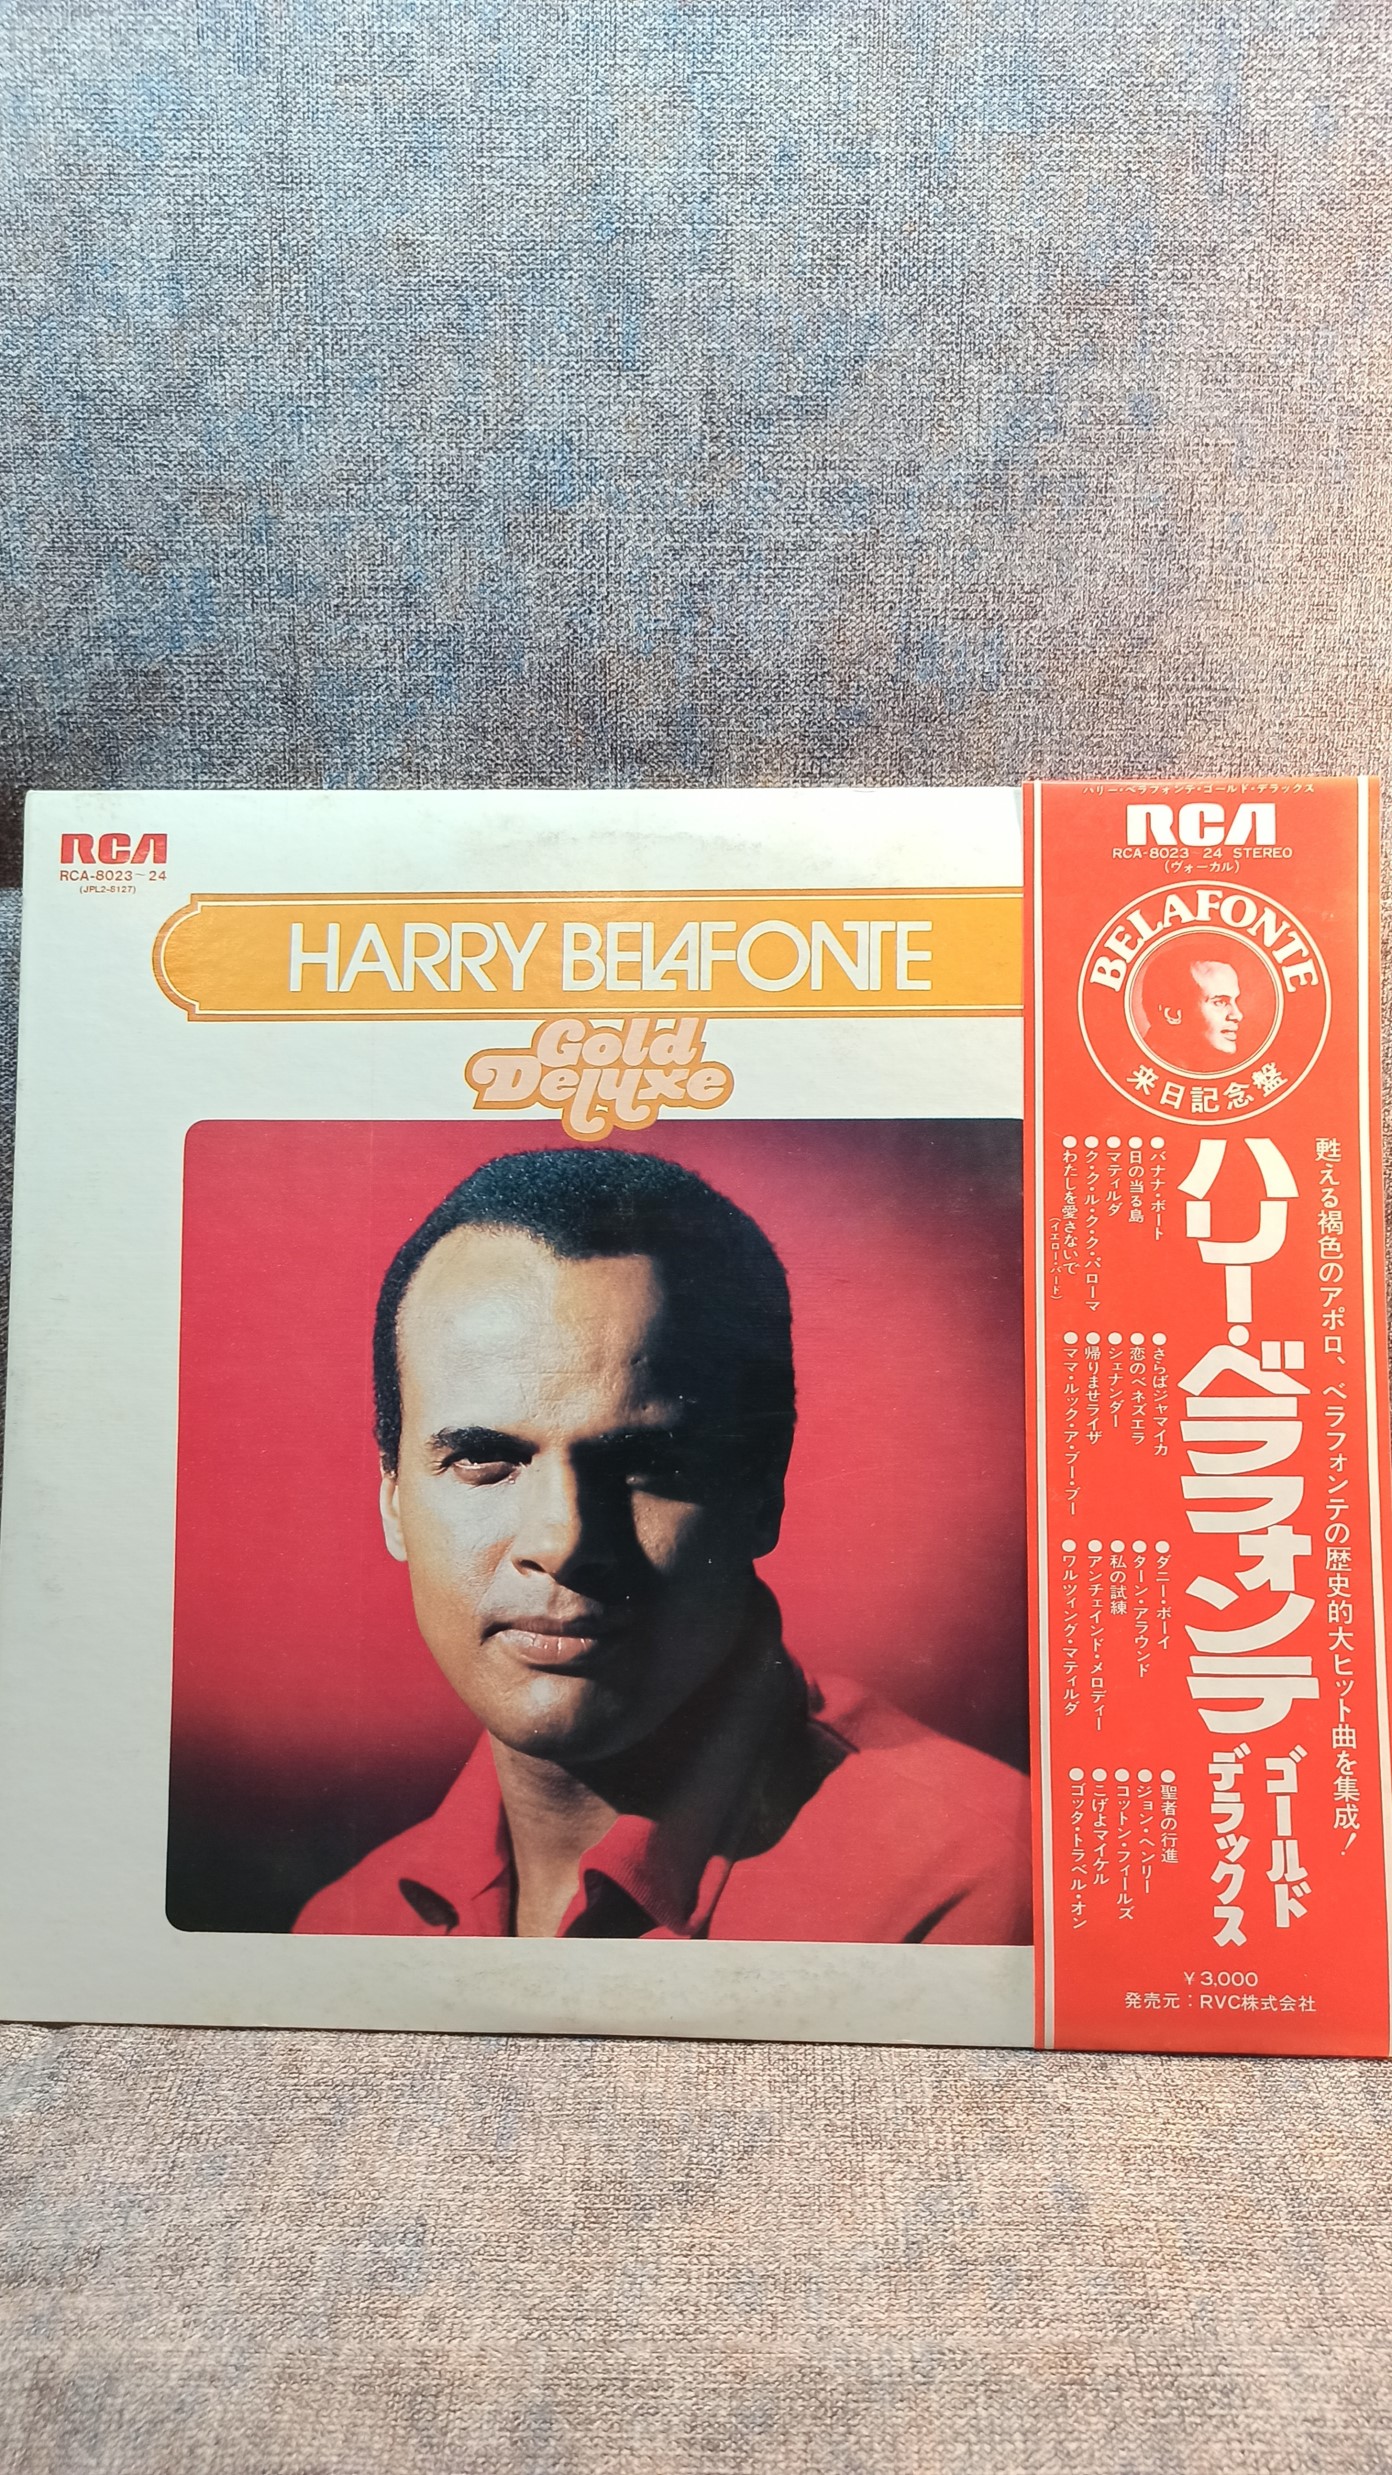 RCA
RCA-8023~24
(JPL2-8127)
HARRY BELAFONTE
Gold
Deluxe
ハリー・ベラフォンテ・ゴールド・デラックス
RCA
RCA-8023 24 STEREO
(ヴォーカル)
BELAFONTE
来日記念盤
甦える褐色のアポロ、ベラフォンテの歴史的大ヒット曲を集成!
ハリー・ベラフォンテ
ゴールド
デラックス
●バナナ・ボート
●日の当る島
●マティルダ
●ク・ク・ル・ク・ク・パローマ
●わたしを愛さないで
(イエロー・バード)
●さらばジャマイカ
●恋のベネズエラ
●シェナンダー
●帰りませライザ
●ママ・ルック・ア・ブー・ブー
●ダニー・ボーイ
●ターン・アラウンド
●私の試練
●アンチェインド・メロディー
●ワルツィング・マティルダ
●聖者の行進
●ジョン・ヘンリー
●コットン・フィールズ
●こげよマイケル
●ゴッタ・トラベル・オン
¥3,000
発売元:RVC株式会社